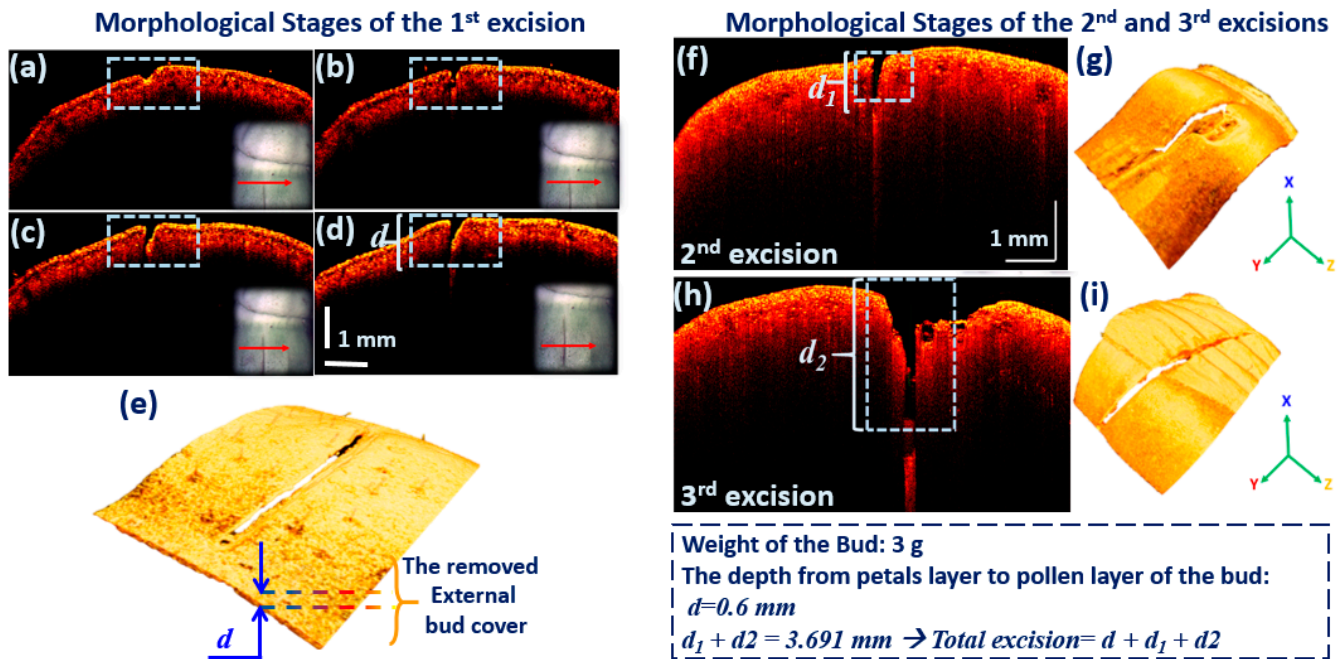 Morphological Stages of the 1st excision
(a)
(b)
(c)
(d)
d
1 mm
(e)
The removed
External
bud cover
d
Morphological Stages of the 2nd and 3rd excisions
(f)
d1
1 mm
2nd excision
(g)
X
Y
Z
(h)
d2
3rd excision
(i)
X
Y
Z
Weight of the Bud: 3 g
The depth from petals layer to pollen layer of the bud:
d=0.6 mm
d1 + d2 = 3.691 mm → Total excision= d + d1 + d2